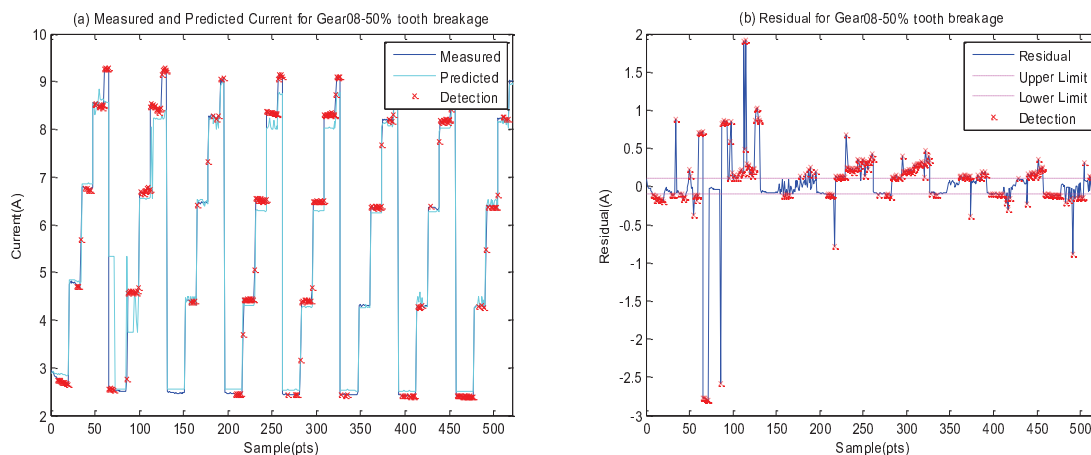 (a) Measured and Predicted Current for Gear08-50% tooth breakage
10
9
8
7
6
5
4
3
2
Current(A)
0 50 100 150 200 250 300 350 400 450 500
Sample(pts)
Measured
Predicted
Detection
(b) Residual for Gear08-50% tooth breakage
2
1.5
1
0.5
0
-0.5
-1
-1.5
-2
-2.5
-3
Residual(A)
0 50 100 150 200 250 300 350 400 450 500
Sample(pts)
Residual
Upper Limit
Lower Limit
Detection